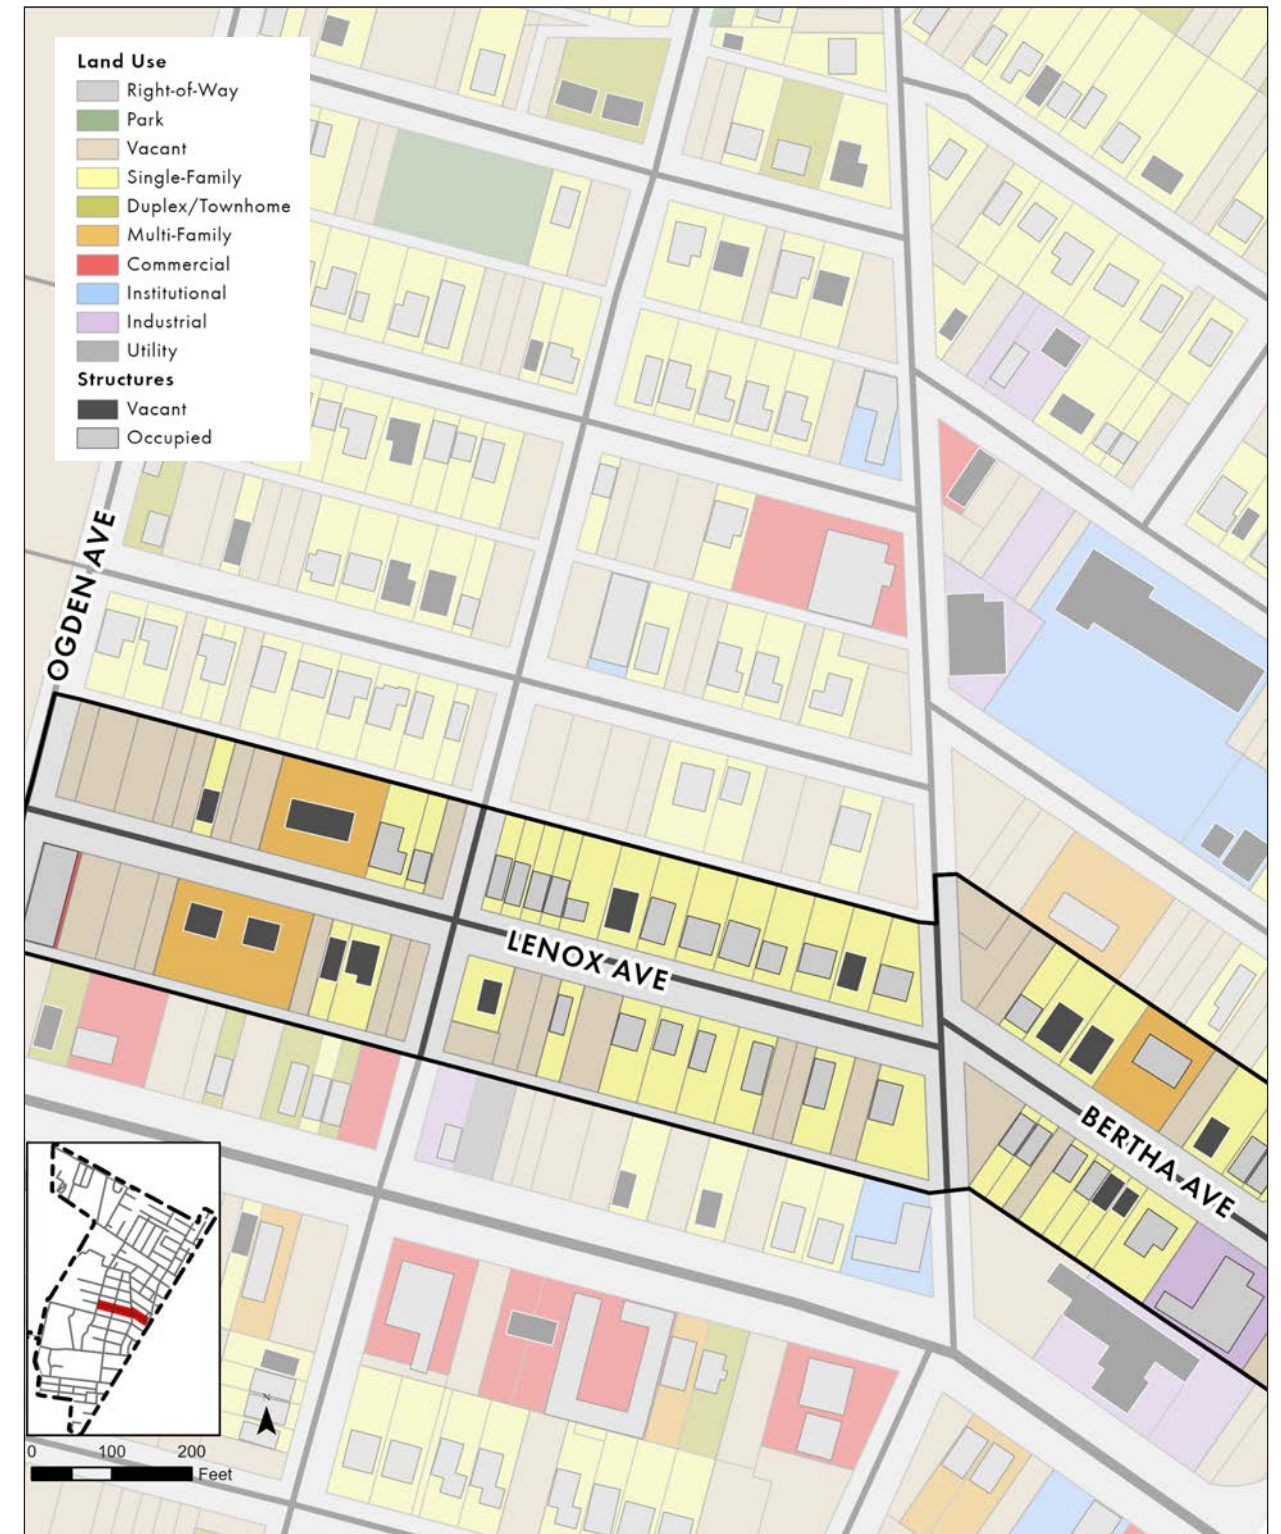 Land Use
Right-of-Way
Park
Vacant
Single-Family
Duplex/Townhome
Multi-Family
Commercial
Institutional
Industrial
Utility
Structures
Vacant
Occupied
OGDEN AVE
LENOX AVE
BERTHA AVE
Z
0 100 200
Feet